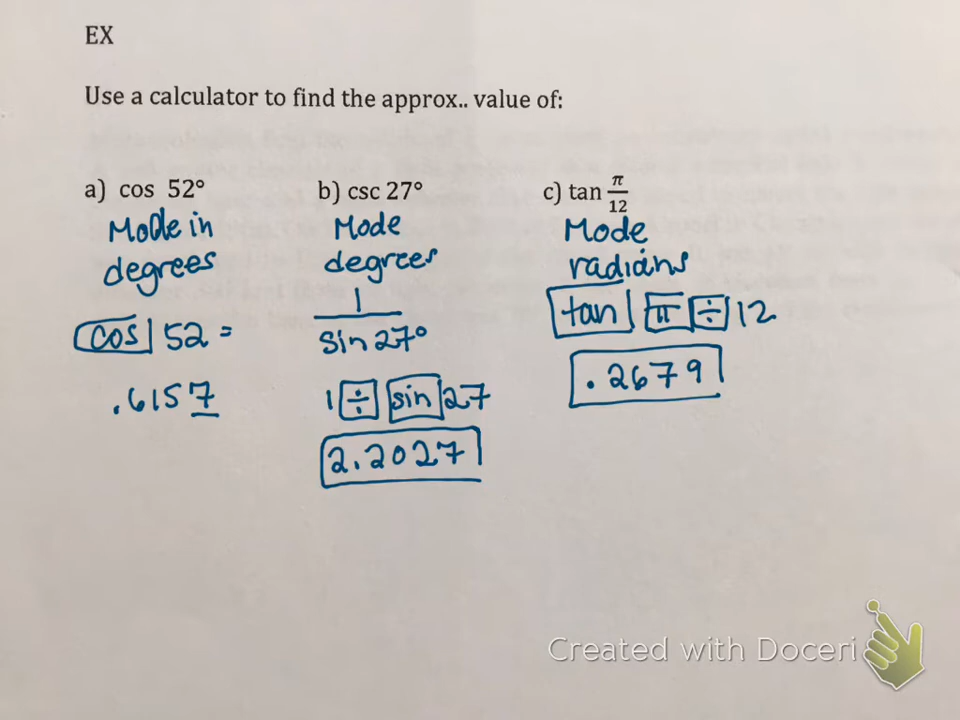 EX
Use a calculator to find the approx.. value of:
a) cos 52° b) csc 27° c) tan π/12
Mode in
degrees
cos 52 =
.6157
Mode
degrees
1
sin 27°
1 ÷ sin 27
2.2027
Mode
radians
tan π ÷ 12
.2679
Created with Doceri